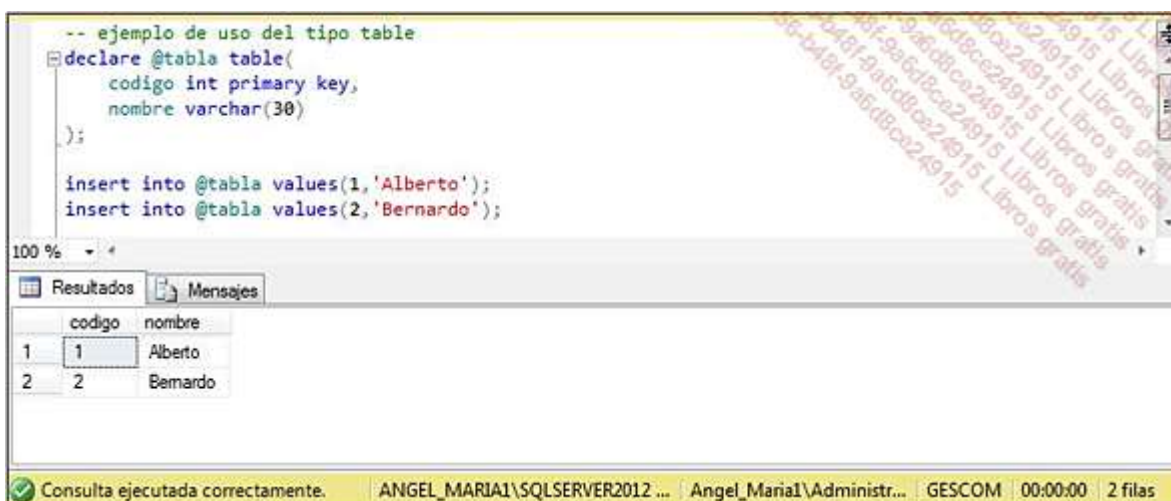 -- ejemplo de uso del tipo table
declare @tabla table(
codigo int primary key,
nombre varchar(30)
);
insert into @tabla values(1,'Alberto');
insert into @tabla values(2,'Bernardo');
100 %
Resultados Mensajes
codigo nombre
1 1 Alberto
2 2 Bernardo
Consulta ejecutada correctamente. ANGEL_MARIA1\SQLSERVER2012 ... Angel_Maria1\Administr... GESCOM 00:00:00 2 filas
Libros gratis